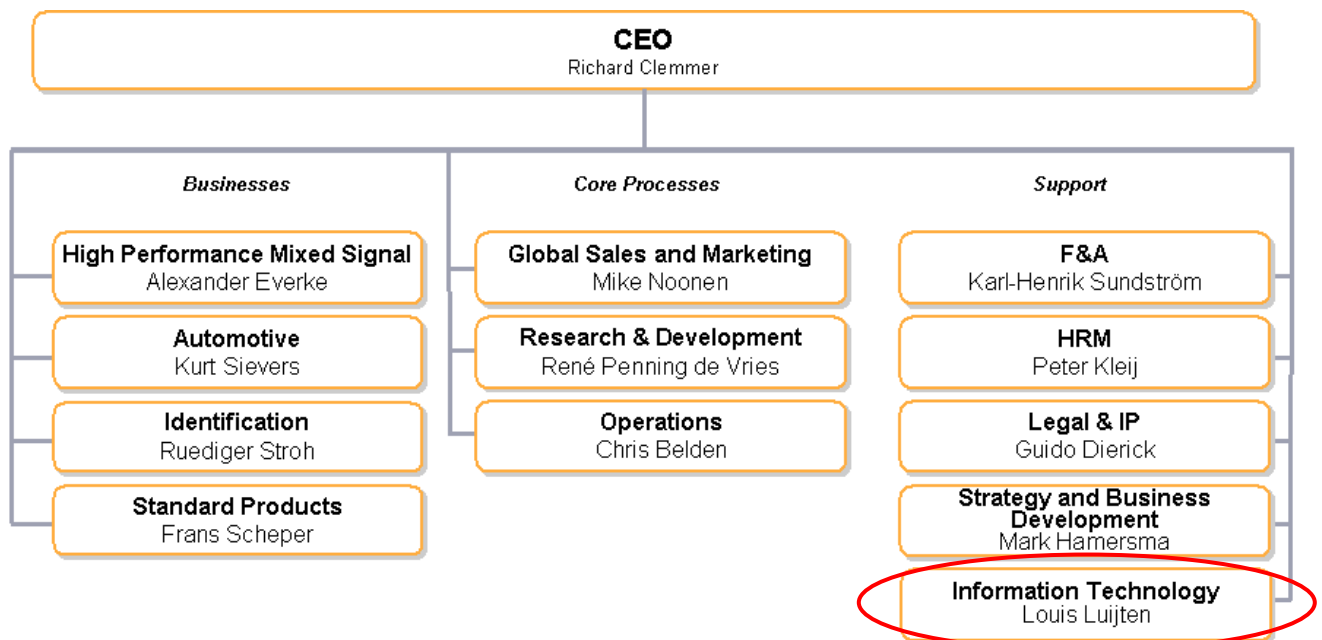 CEO
Richard Clemmer
Businesses
High Performance Mixed Signal
Alexander Everke
Automotive
Kurt Sievers
Identification
Ruediger Stroh
Standard Products
Frans Scheper
Core Processes
Global Sales and Marketing
Mike Noonen
Research & Development
René Penning de Vries
Operations
Chris Belden
Support
F&A
Karl-Henrik Sundström
HRM
Peter Kleij
Legal & IP
Guido Dierick
Strategy and Business
Development
Mark Hamersma
Information Technology
Louis Luijten